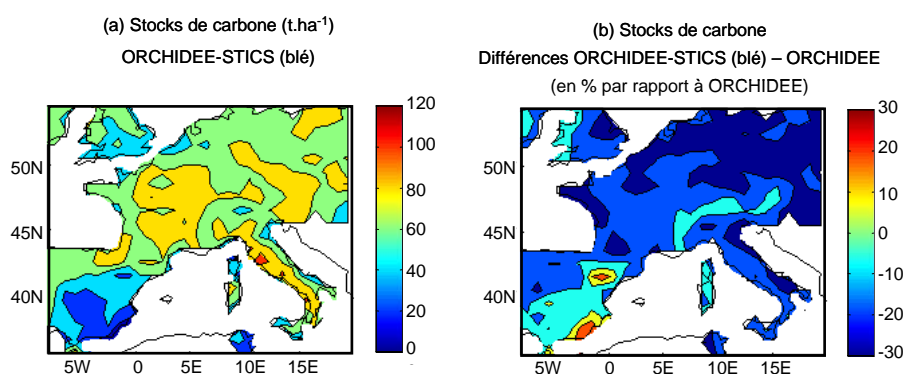 (a) Stocks de carbone (t.ha⁻¹)
ORCHIDEE-STICS (blé)
120
100
80
60
40
20
0
50N
45N
40N
5W 0 5E 10E 15E
(b) Stocks de carbone
Différences ORCHIDEE-STICS (blé) – ORCHIDEE
(en % par rapport à ORCHIDEE)
30
20
10
0
-10
-20
-30
50N
45N
40N
5W 0 5E 10E 15E